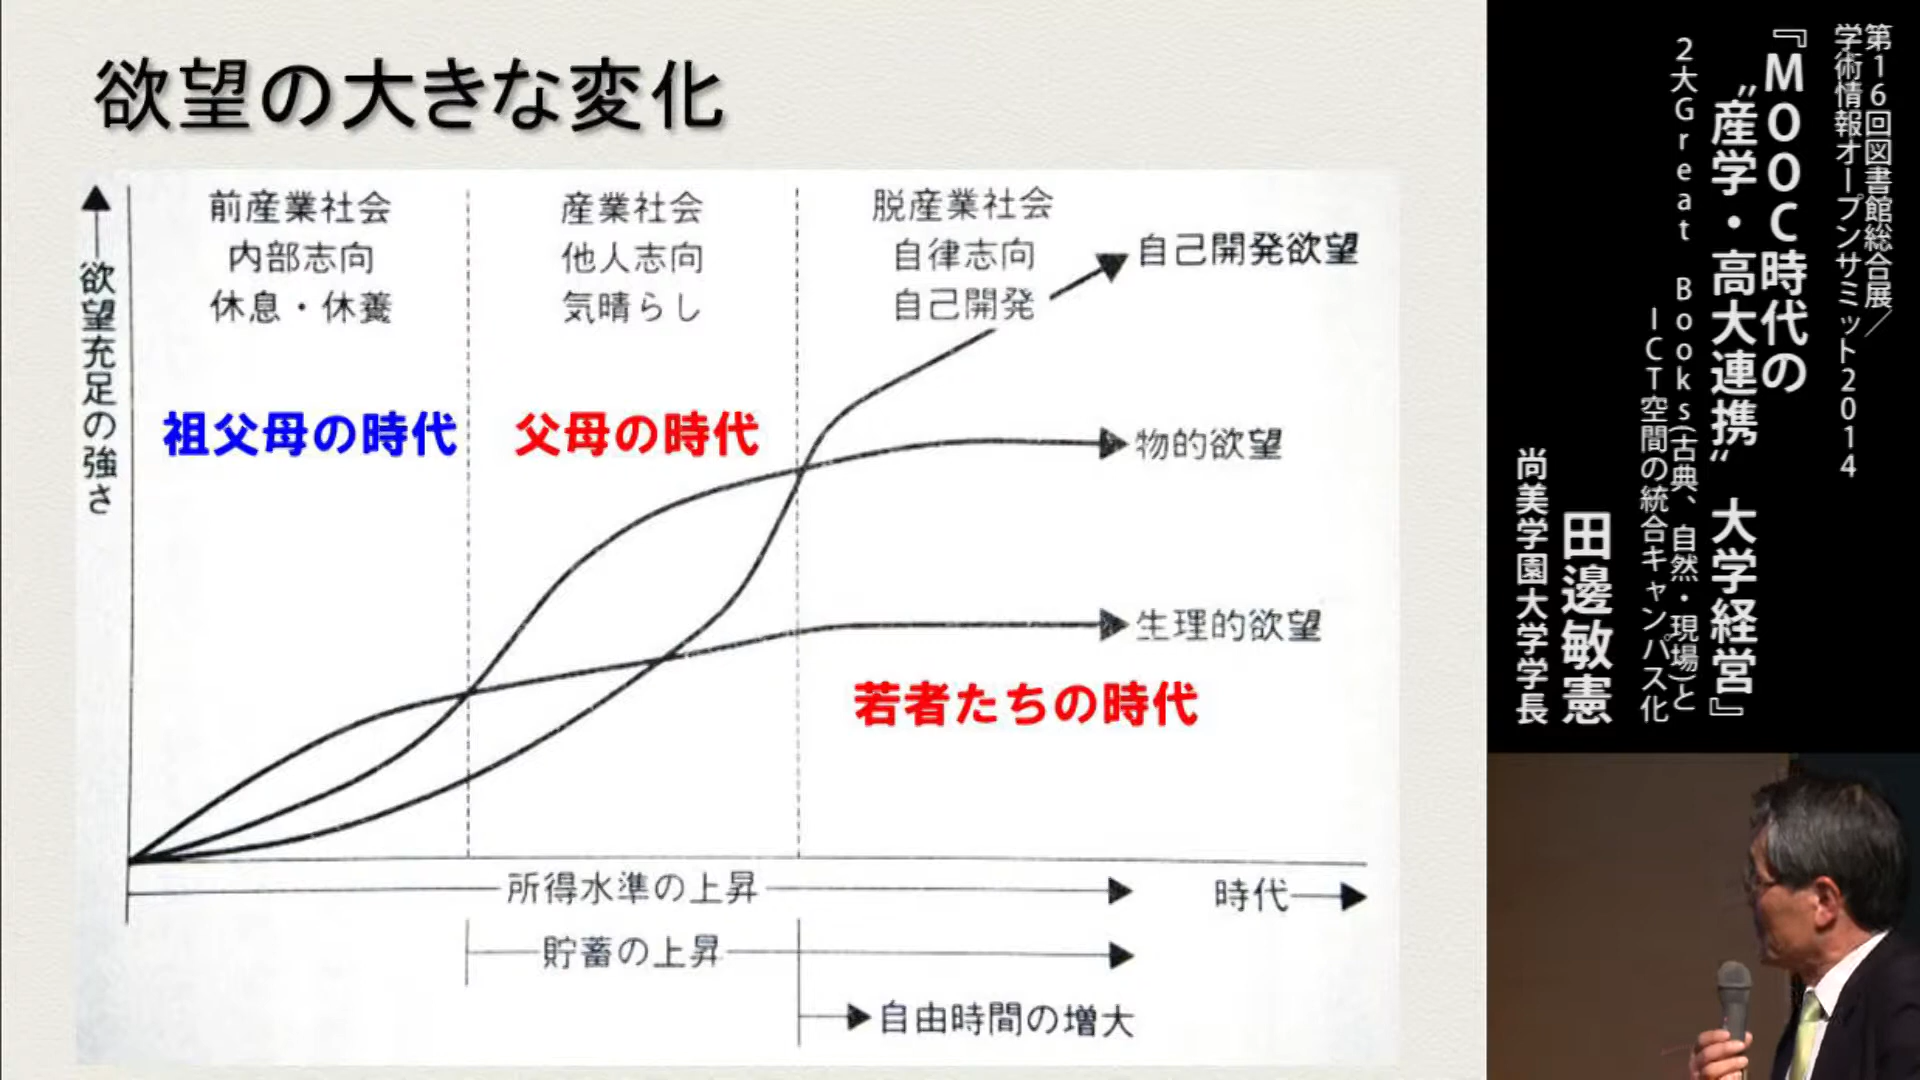 欲望の大きな変化
欲望充足の強さ
前産業社会
内部志向
休息・休養
産業社会
他人志向
気晴らし
脱産業社会
自律志向
自己開発
自己開発欲望
祖父母の時代
父母の時代
物的欲望
生理的欲望
若者たちの時代
所得水準の上昇
時代
貯蓄の上昇
自由時間の増大
第16回図書館総合展／
学術情報オープンサミット2014
『MOOC時代の
“産学・高大連携” 大学経営』
2大Great Books(古典、自然・現場)と
ICT空間の統合キャンパス化
田邊敏憲
尚美学園大学学長